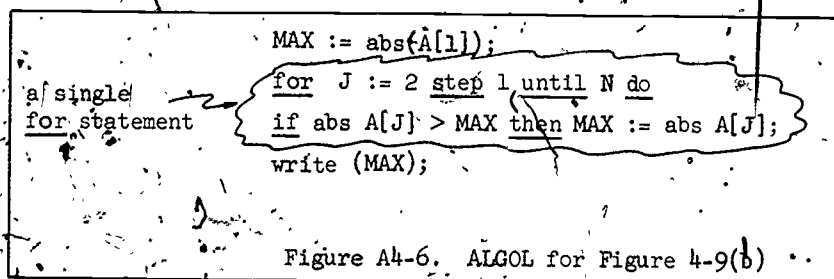 MAX := abs(A[1]);
a single
for statement
for J := 2 step 1 until N do
if abs A[J] > MAX then MAX := abs A[J];
write (MAX);
Figure A4-6. ALGOL for Figure 4-9(b)